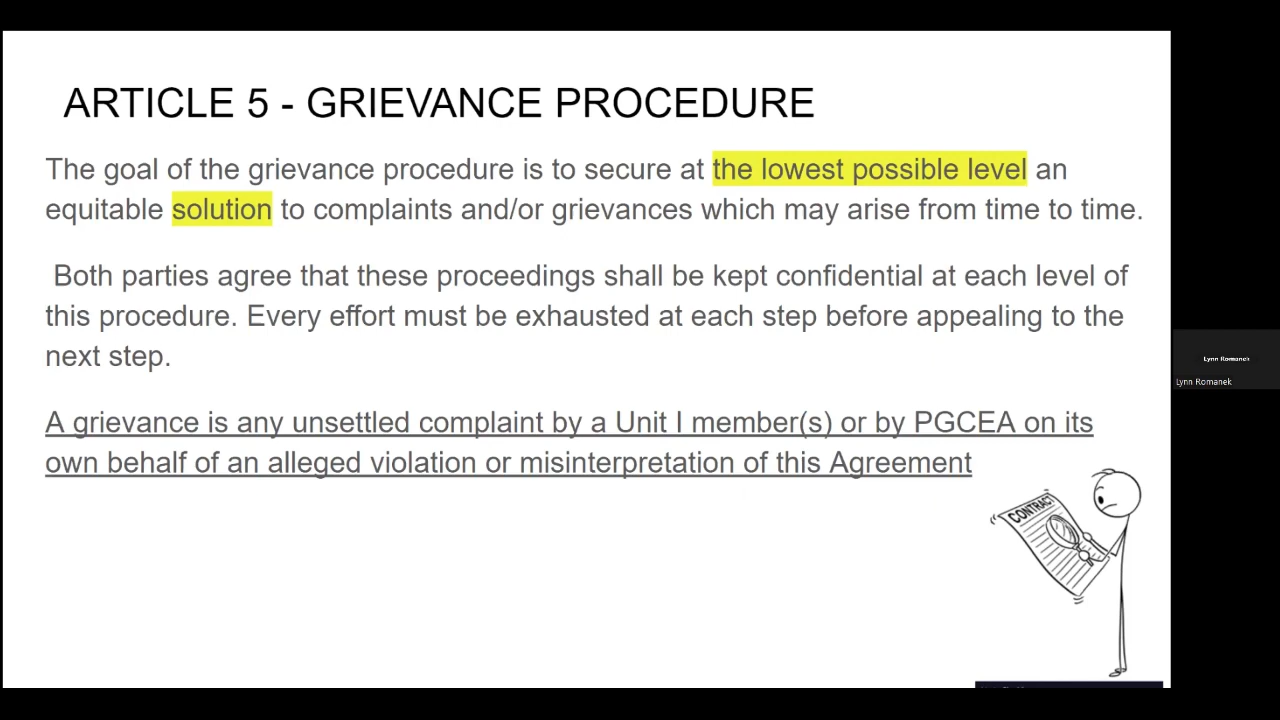 ARTICLE 5 - GRIEVANCE PROCEDURE
The goal of the grievance procedure is to secure at the lowest possible level an
equitable solution to complaints and/or grievances which may arise from time to time.
Both parties agree that these proceedings shall be kept confidential at each level of
this procedure. Every effort must be exhausted at each step before appealing to the
next step.
A grievance is any unsettled complaint by a Unit I member(s) or by PGCEA on its
own behalf of an alleged violation or misinterpretation of this Agreement
CONTRACT
Lynn Romanek
Lynn Romanek